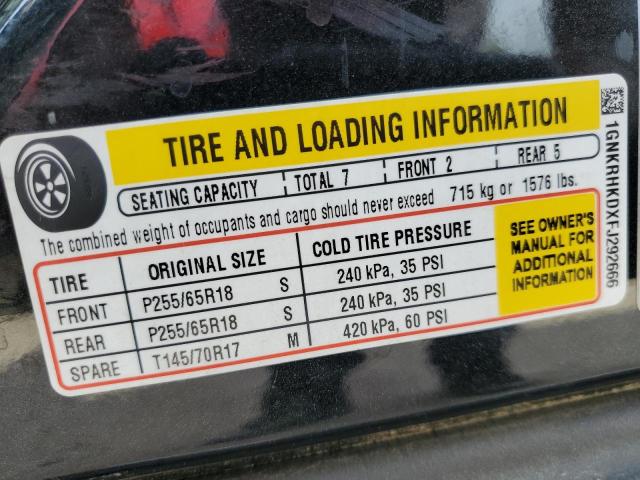 TIRE AND LOADING INFORMATION
SEATING CAPACITY TOTAL 7 FRONT 2 REAR 5
The combined weight of occupants and cargo should never exceed 715 kg or 1576 lbs.
TIRE ORIGINAL SIZE COLD TIRE PRESSURE
FRONT P255/65R18 S 240 kPa, 35 PSI
REAR P255/65R18 S 240 kPa, 35 PSI
SPARE T145/70R17 M 420 kPa, 60 PSI
SEE OWNER'S
MANUAL FOR
ADDITIONAL
INFORMATION
1GNKRHKDXFJ292666